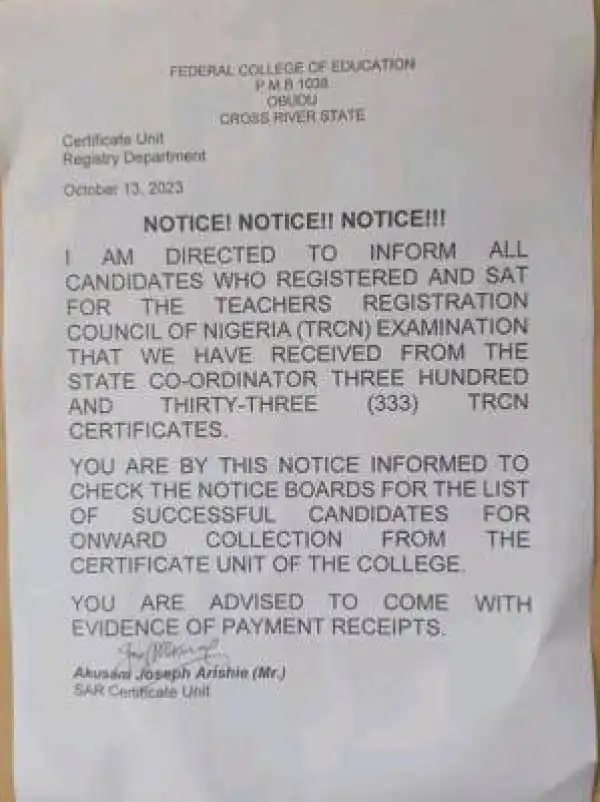 FEDERAL COLLEGE OF EDUCATION
P M B 1038
OBUDU
CROSS RIVER STATE
Certificate Unit
Registry Department
October 13, 2023
NOTICE! NOTICE!! NOTICE!!!
I AM DIRECTED TO INFORM ALL
CANDIDATES WHO REGISTERED AND SAT
FOR THE TEACHERS REGISTRATION
COUNCIL OF NIGERIA (TRCN) EXAMINATION
THAT WE HAVE RECEIVED FROM THE
STATE CO-ORDINATOR THREE HUNDRED
AND THIRTY-THREE (333) TRCN
CERTIFICATES.
YOU ARE BY THIS NOTICE INFORMED TO
CHECK THE NOTICE BOARDS FOR THE LIST
OF SUCCESSFUL CANDIDATES FOR
ONWARD COLLECTION FROM THE
CERTIFICATE UNIT OF THE COLLEGE.
YOU ARE ADVISED TO COME WITH
EVIDENCE OF PAYMENT RECEIPTS.
Joseph Arishie (Mr.)
SAR Certificate Unit